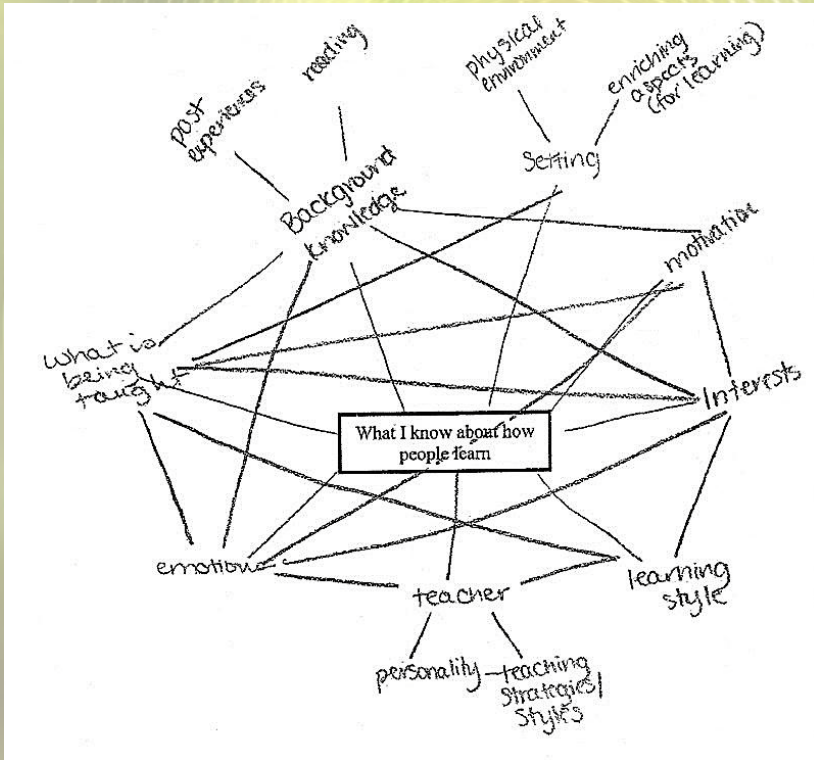 past
experiences
reading
physical
environment
enriching
aspects
(for learning)
Background
knowledge
Setting
motivation
What is
being
taught
Interests
What I know about how
people learn
emotions
teacher
learning
style
personality
teaching
strategies/
styles